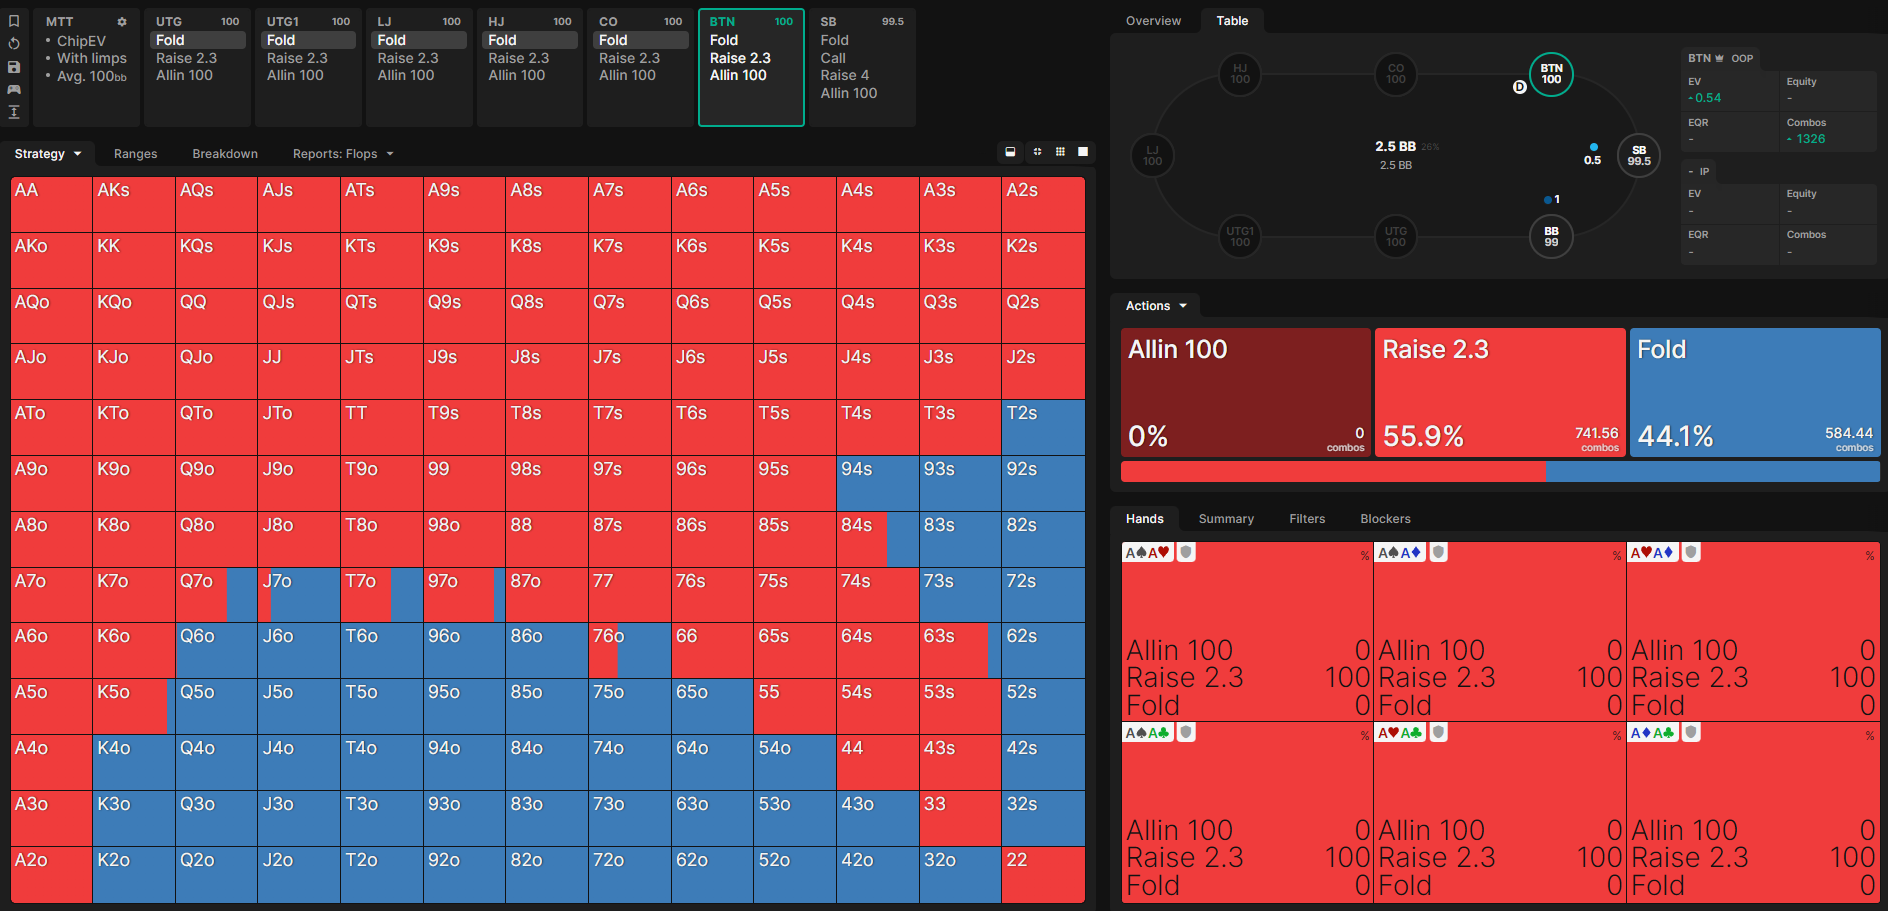 MTT
• ChipEV
• With limps
• Avg. 100bb
UTG 100
Fold
Raise 2.3
Allin 100
UTG1 100
Fold
Raise 2.3
Allin 100
LJ 100
Fold
Raise 2.3
Allin 100
HJ 100
Fold
Raise 2.3
Allin 100
CO 100
Fold
Raise 2.3
Allin 100
BTN 100
Fold
Raise 2.3
Allin 100
SB 99.5
Fold
Call
Raise 4
Allin 100
Strategy Ranges Breakdown Reports: Flops
AA AKs AQs AJs ATs A9s A8s A7s A6s A5s A4s A3s A2s
AKo KK KQs KJs KTs K9s K8s K7s K6s K5s K4s K3s K2s
AQo KQo QQ QJs QTs Q9s Q8s Q7s Q6s Q5s Q4s Q3s Q2s
AJo KJo QJo JJ JTs J9s J8s J7s J6s J5s J4s J3s J2s
ATo KTo QTo JTo TT T9s T8s T7s T6s T5s T4s T3s T2s
A9o K9o Q9o J9o T9o 99 98s 97s 96s 95s 94s 93s 92s
A8o K8o Q8o J8o T8o 98o 88 87s 86s 85s 84s 83s 82s
A7o K7o Q7o J7o T7o 97o 87o 77 76s 75s 74s 73s 72s
A6o K6o Q6o J6o T6o 96o 86o 76o 66 65s 64s 63s 62s
A5o K5o Q5o J5o T5o 95o 85o 75o 65o 55 54s 53s 52s
A4o K4o Q4o J4o T4o 94o 84o 74o 64o 54o 44 43s 42s
A3o K3o Q3o J3o T3o 93o 83o 73o 63o 53o 43o 33 32s
A2o K2o Q2o J2o T2o 92o 82o 72o 62o 52o 42o 32o 22
Overview Table
HJ
100
CO
100
BTN
100
D
LJ
100
2.5 BB 26%
2.5 BB
0.5
SB
99.5
1
UTG1
100
UTG
100
BB
99
BTN OOP
EV Equity
0.54 -
EQR Combos
- 1326
- IP
EV Equity
- -
EQR Combos
- -
Actions
Allin 100
0% 0
combos
Raise 2.3
55.9% 741.56
combos
Fold
44.1% 584.44
combos
Hands Summary Filters Blockers
A♠A♥ %
Allin 100 0
Raise 2.3 100
Fold 0
A♠A♦ %
Allin 100 0
Raise 2.3 100
Fold 0
A♥A♦ %
Allin 100 0
Raise 2.3 100
Fold 0
A♠A♣ %
Allin 100 0
Raise 2.3 100
Fold 0
A♥A♣ %
Allin 100 0
Raise 2.3 100
Fold 0
A♦A♣ %
Allin 100 0
Raise 2.3 100
Fold 0